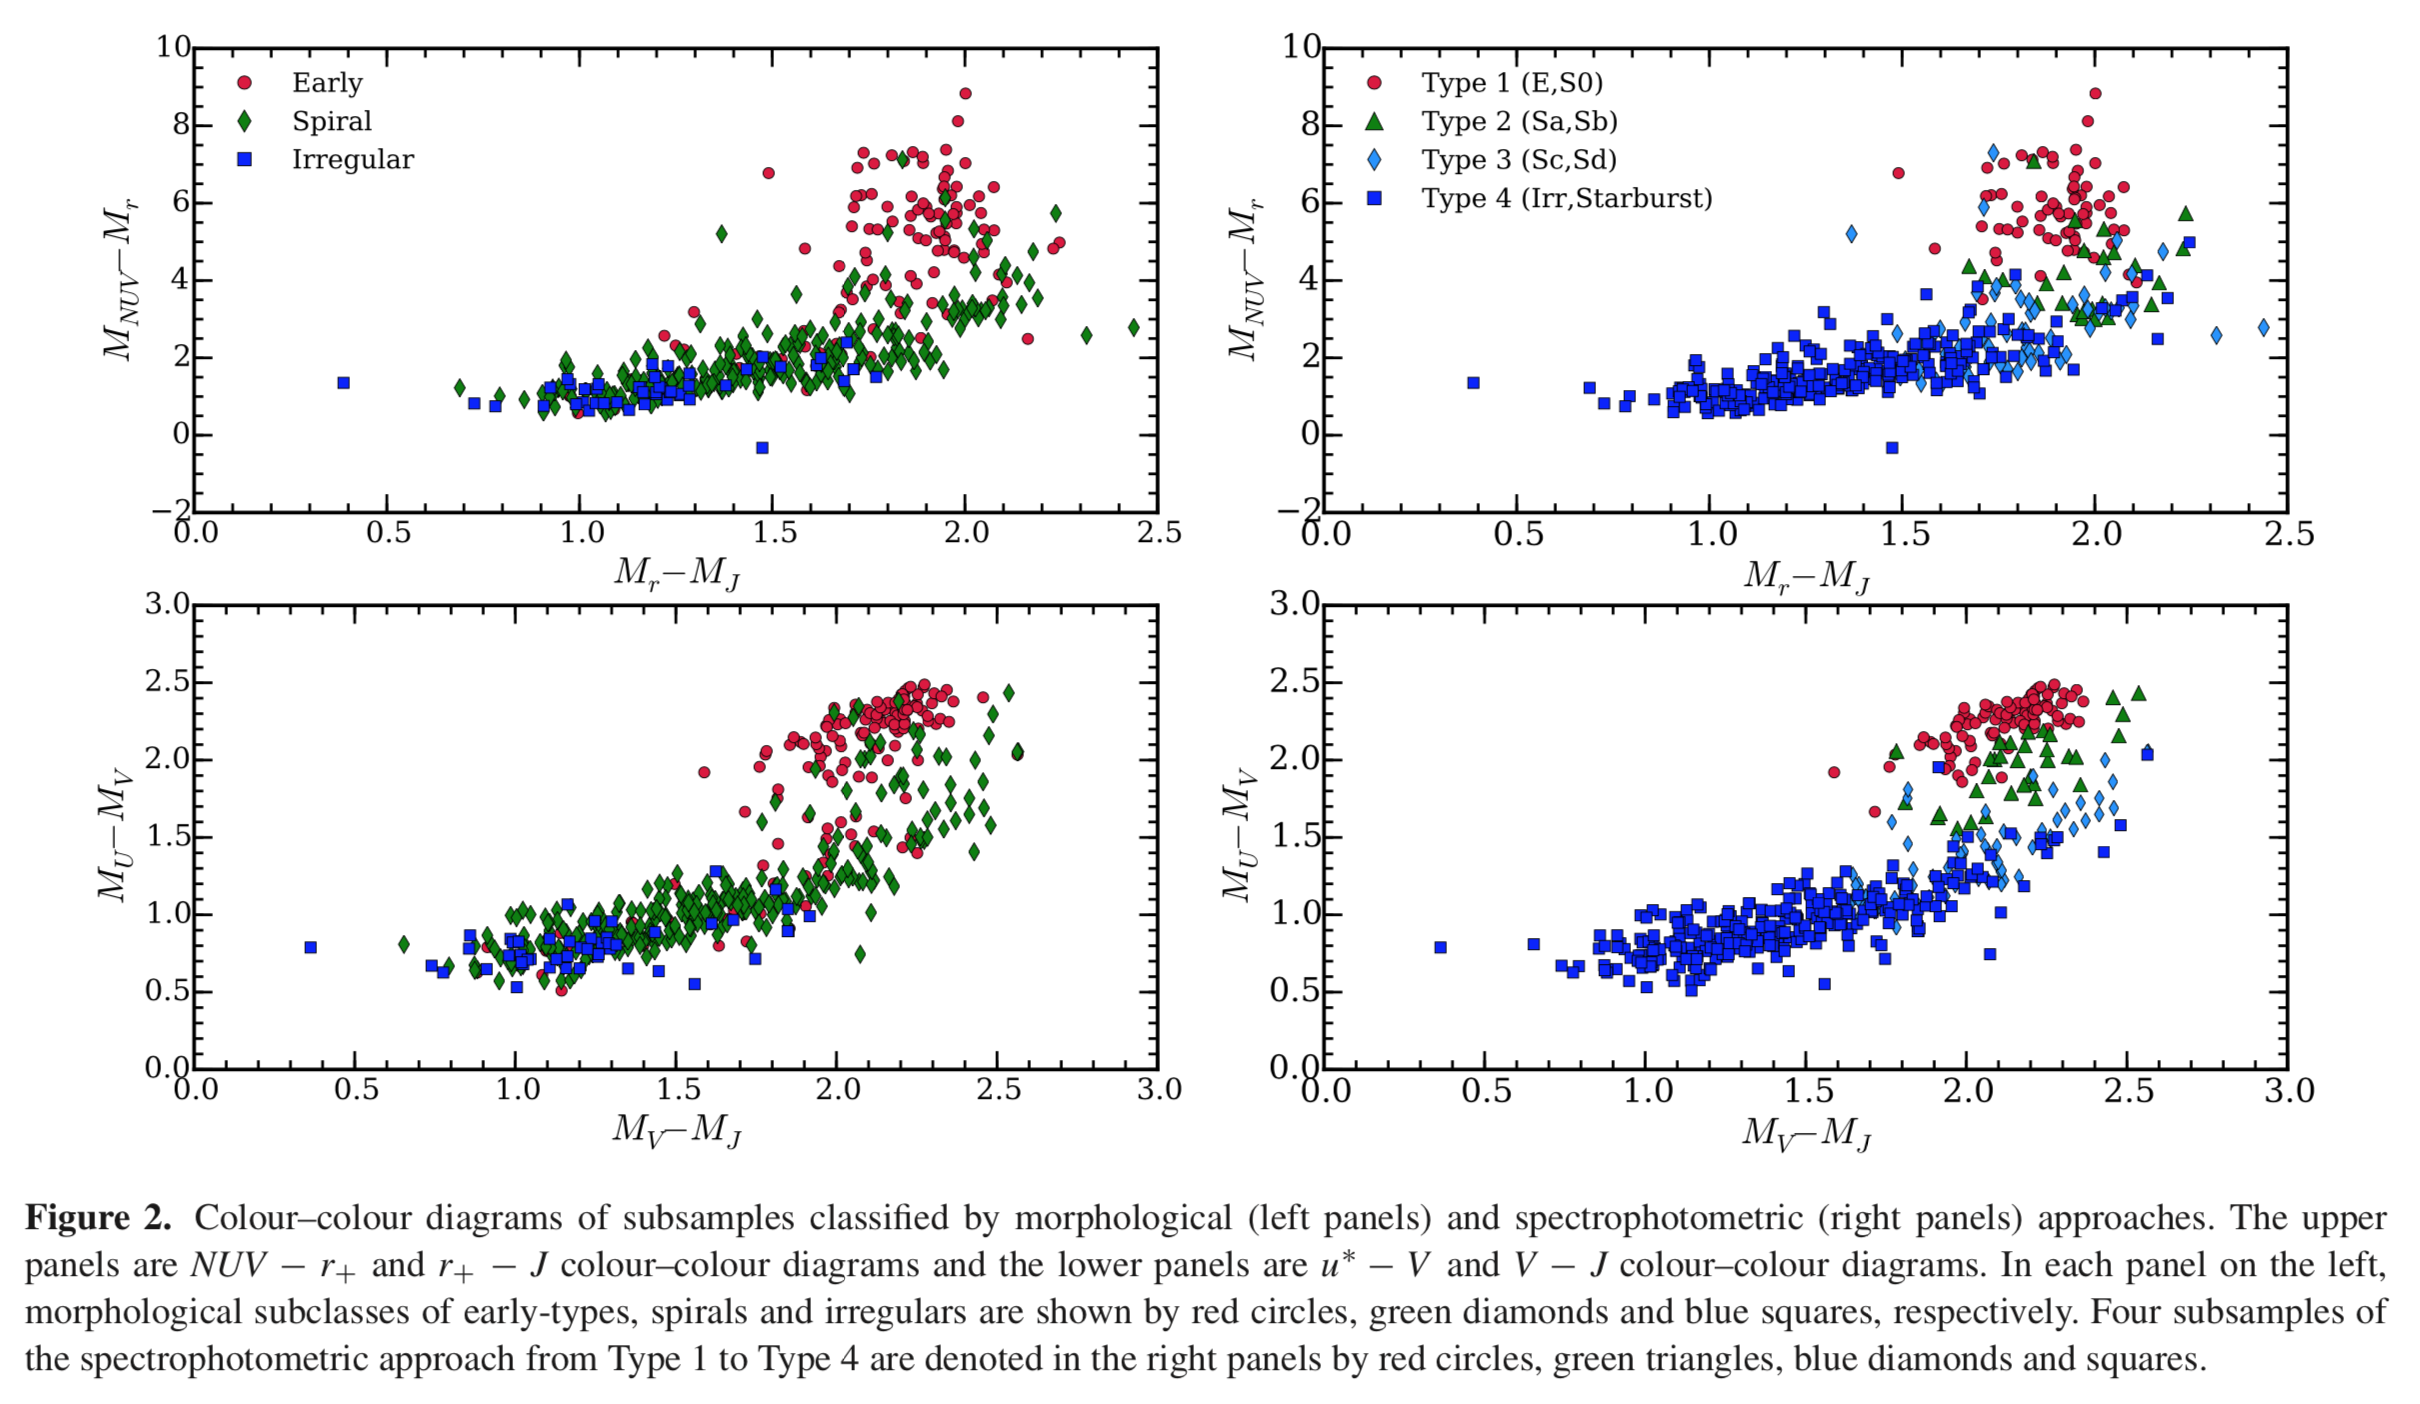 10
8
6
4
2
0
−2
M_NUV−M_r
Early
Spiral
Irregular
0.0 0.5 1.0 1.5 2.0 2.5
M_r−M_J
10
8
6
4
2
0
−2
M_NUV−M_r
Type 1 (E,S0)
Type 2 (Sa,Sb)
Type 3 (Sc,Sd)
Type 4 (Irr,Starburst)
0.0 0.5 1.0 1.5 2.0 2.5
M_r−M_J
3.0
2.5
2.0
1.5
1.0
0.5
0.0
M_U−M_V
0.0 0.5 1.0 1.5 2.0 2.5 3.0
M_V−M_J
3.0
2.5
2.0
1.5
1.0
0.5
0.0
M_U−M_V
0.0 0.5 1.0 1.5 2.0 2.5 3.0
M_V−M_J
Figure 2. Colour–colour diagrams of subsamples classified by morphological (left panels) and spectrophotometric (right panels) approaches. The upper
panels are NUV − r₊ and r₊ − J colour–colour diagrams and the lower panels are u* − V and V − J colour–colour diagrams. In each panel on the left,
morphological subclasses of early-types, spirals and irregulars are shown by red circles, green diamonds and blue squares, respectively. Four subsamples of
the spectrophotometric approach from Type 1 to Type 4 are denoted in the right panels by red circles, green triangles, blue diamonds and squares.